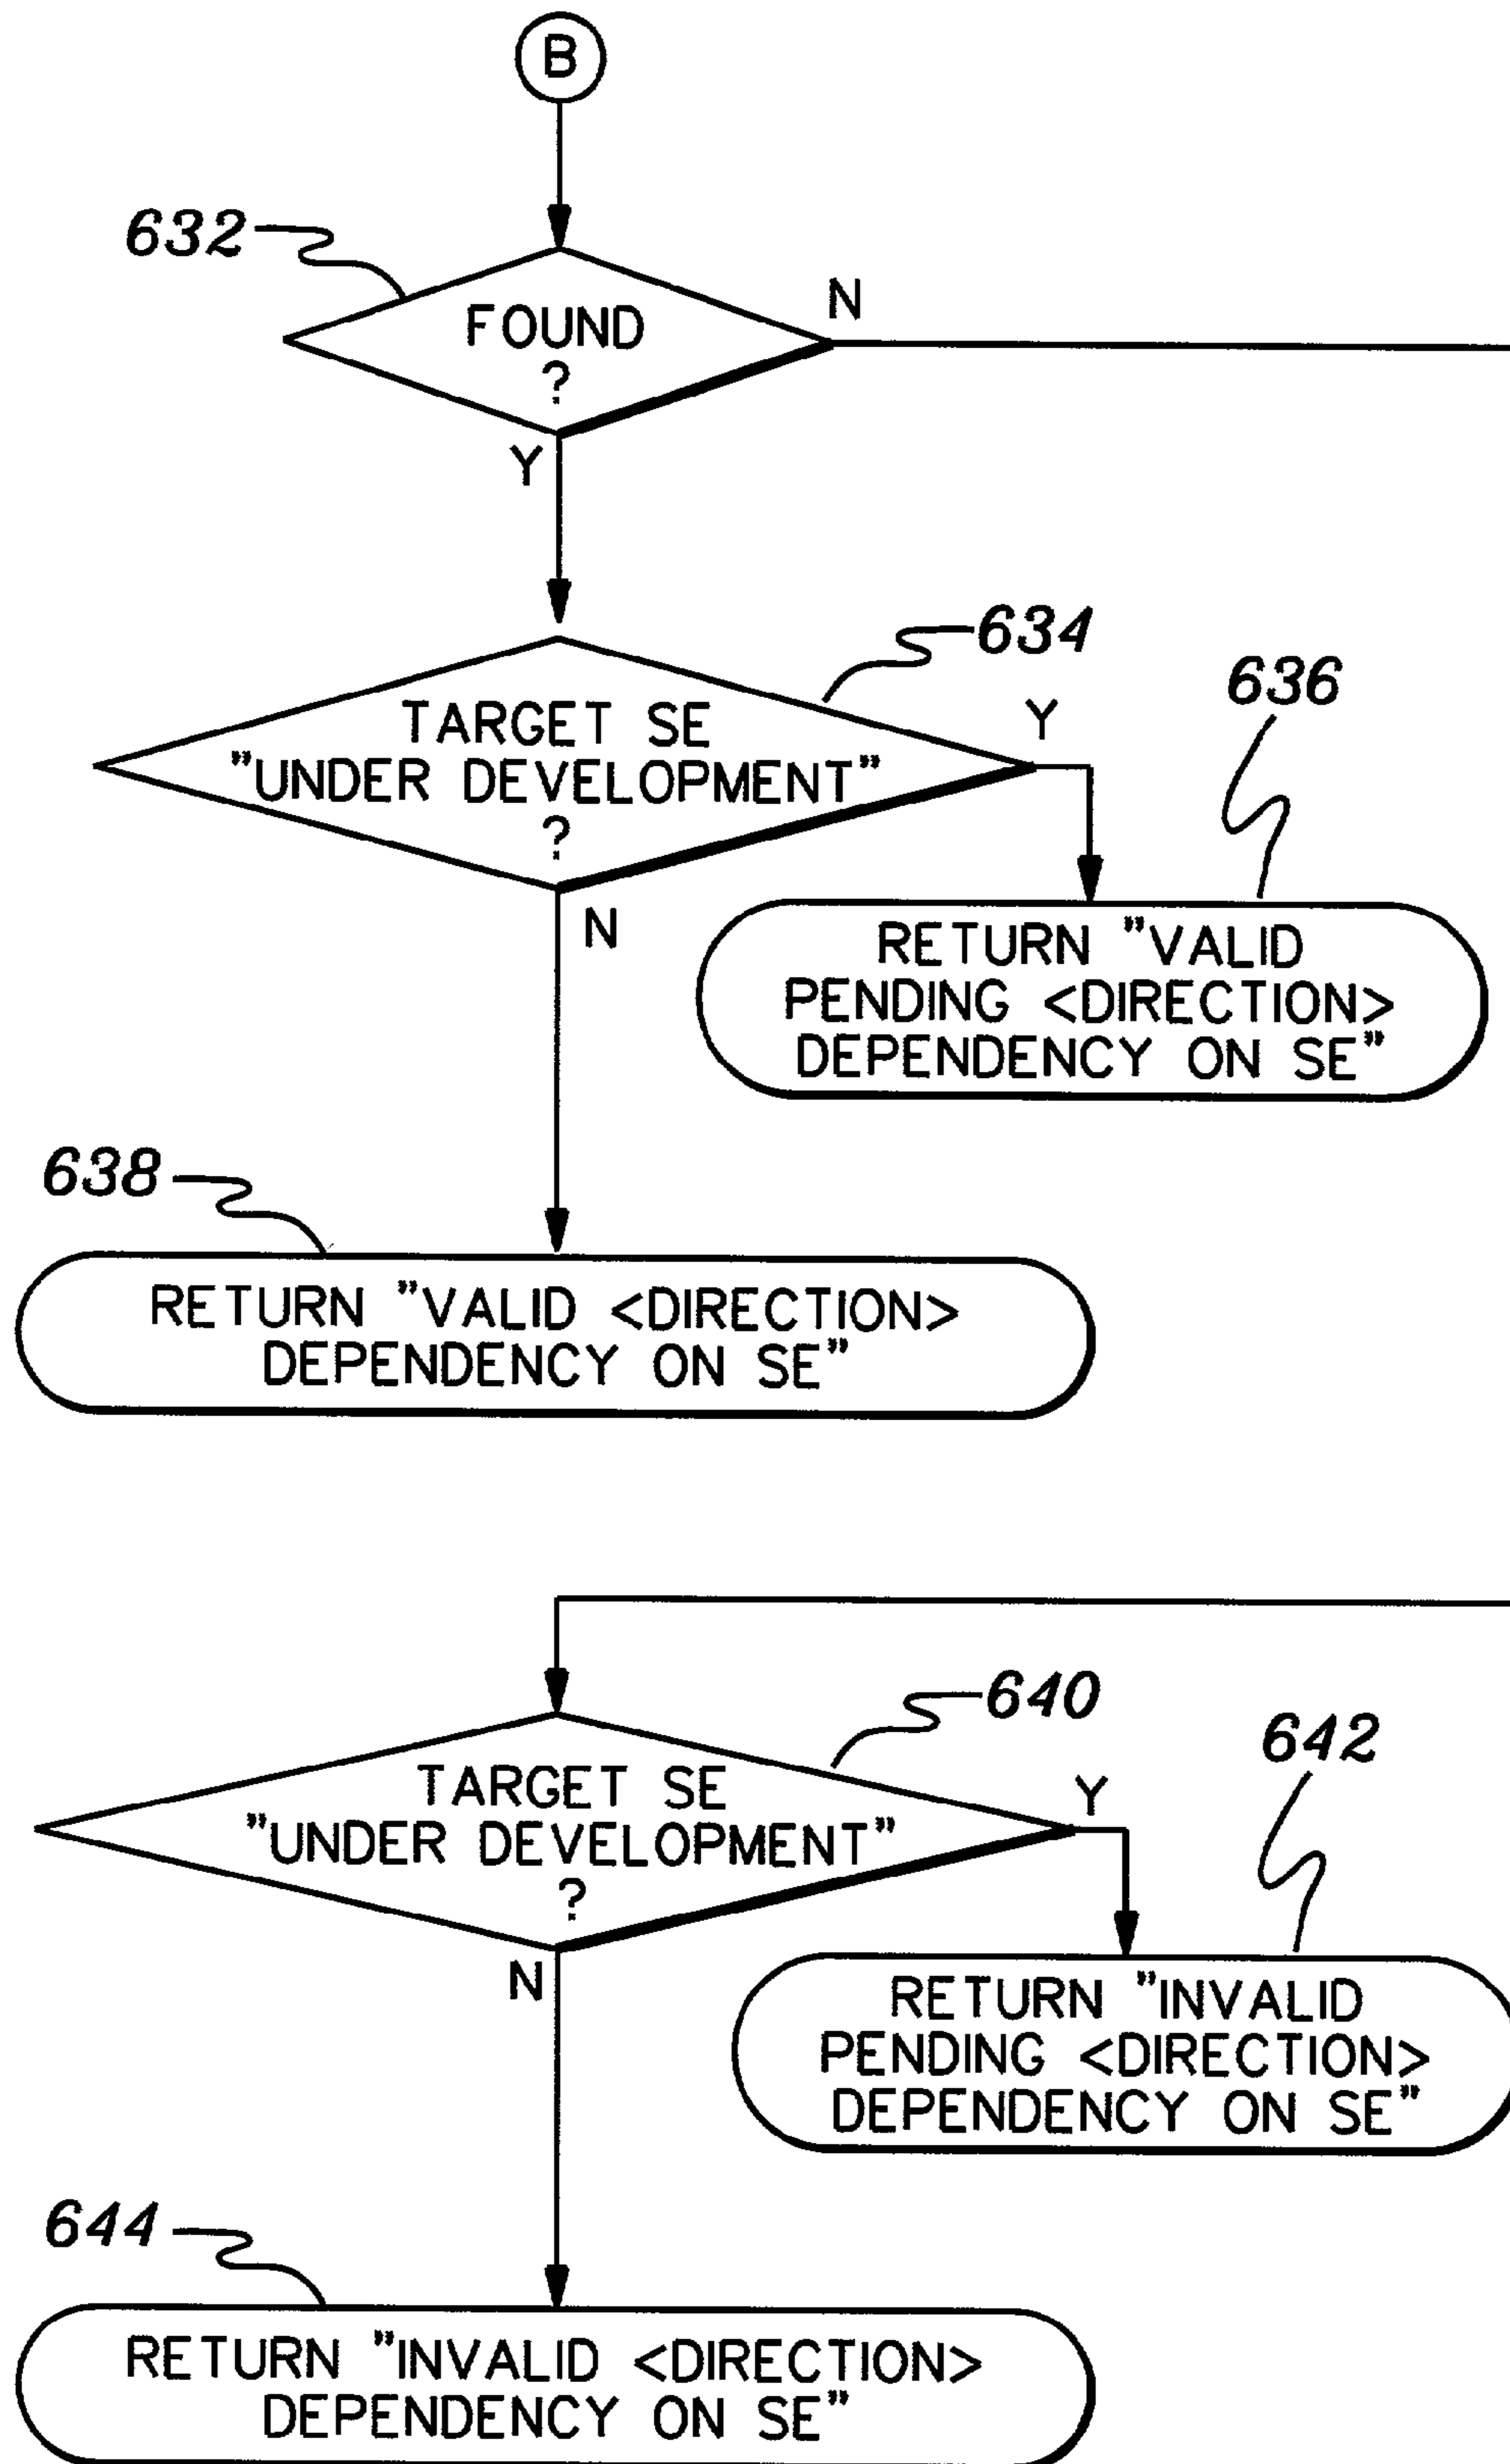 B
632
FOUND
?
N
Y
634
TARGET SE
"UNDER DEVELOPMENT"
?
Y
N
636
RETURN "VALID
PENDING <DIRECTION>
DEPENDENCY ON SE"
638
RETURN "VALID <DIRECTION>
DEPENDENCY ON SE"
640
TARGET SE
"UNDER DEVELOPMENT"
?
Y
N
642
RETURN "INVALID
PENDING <DIRECTION>
DEPENDENCY ON SE"
644
RETURN "INVALID <DIRECTION>
DEPENDENCY ON SE"